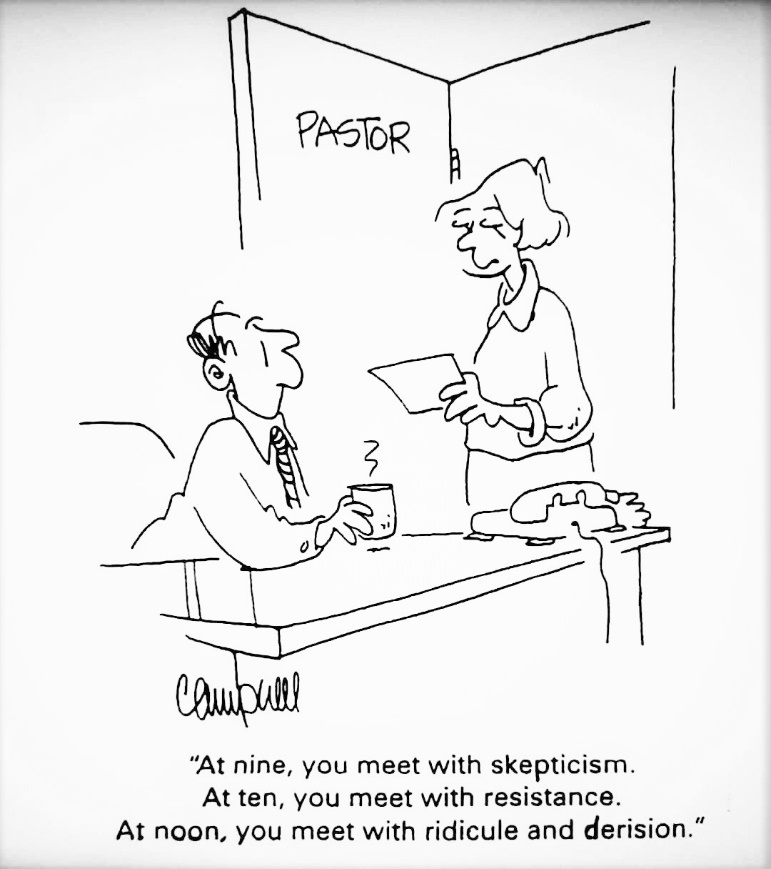 PASTOR
Campbell
"At nine, you meet with skepticism.
At ten, you meet with resistance.
At noon, you meet with ridicule and derision."